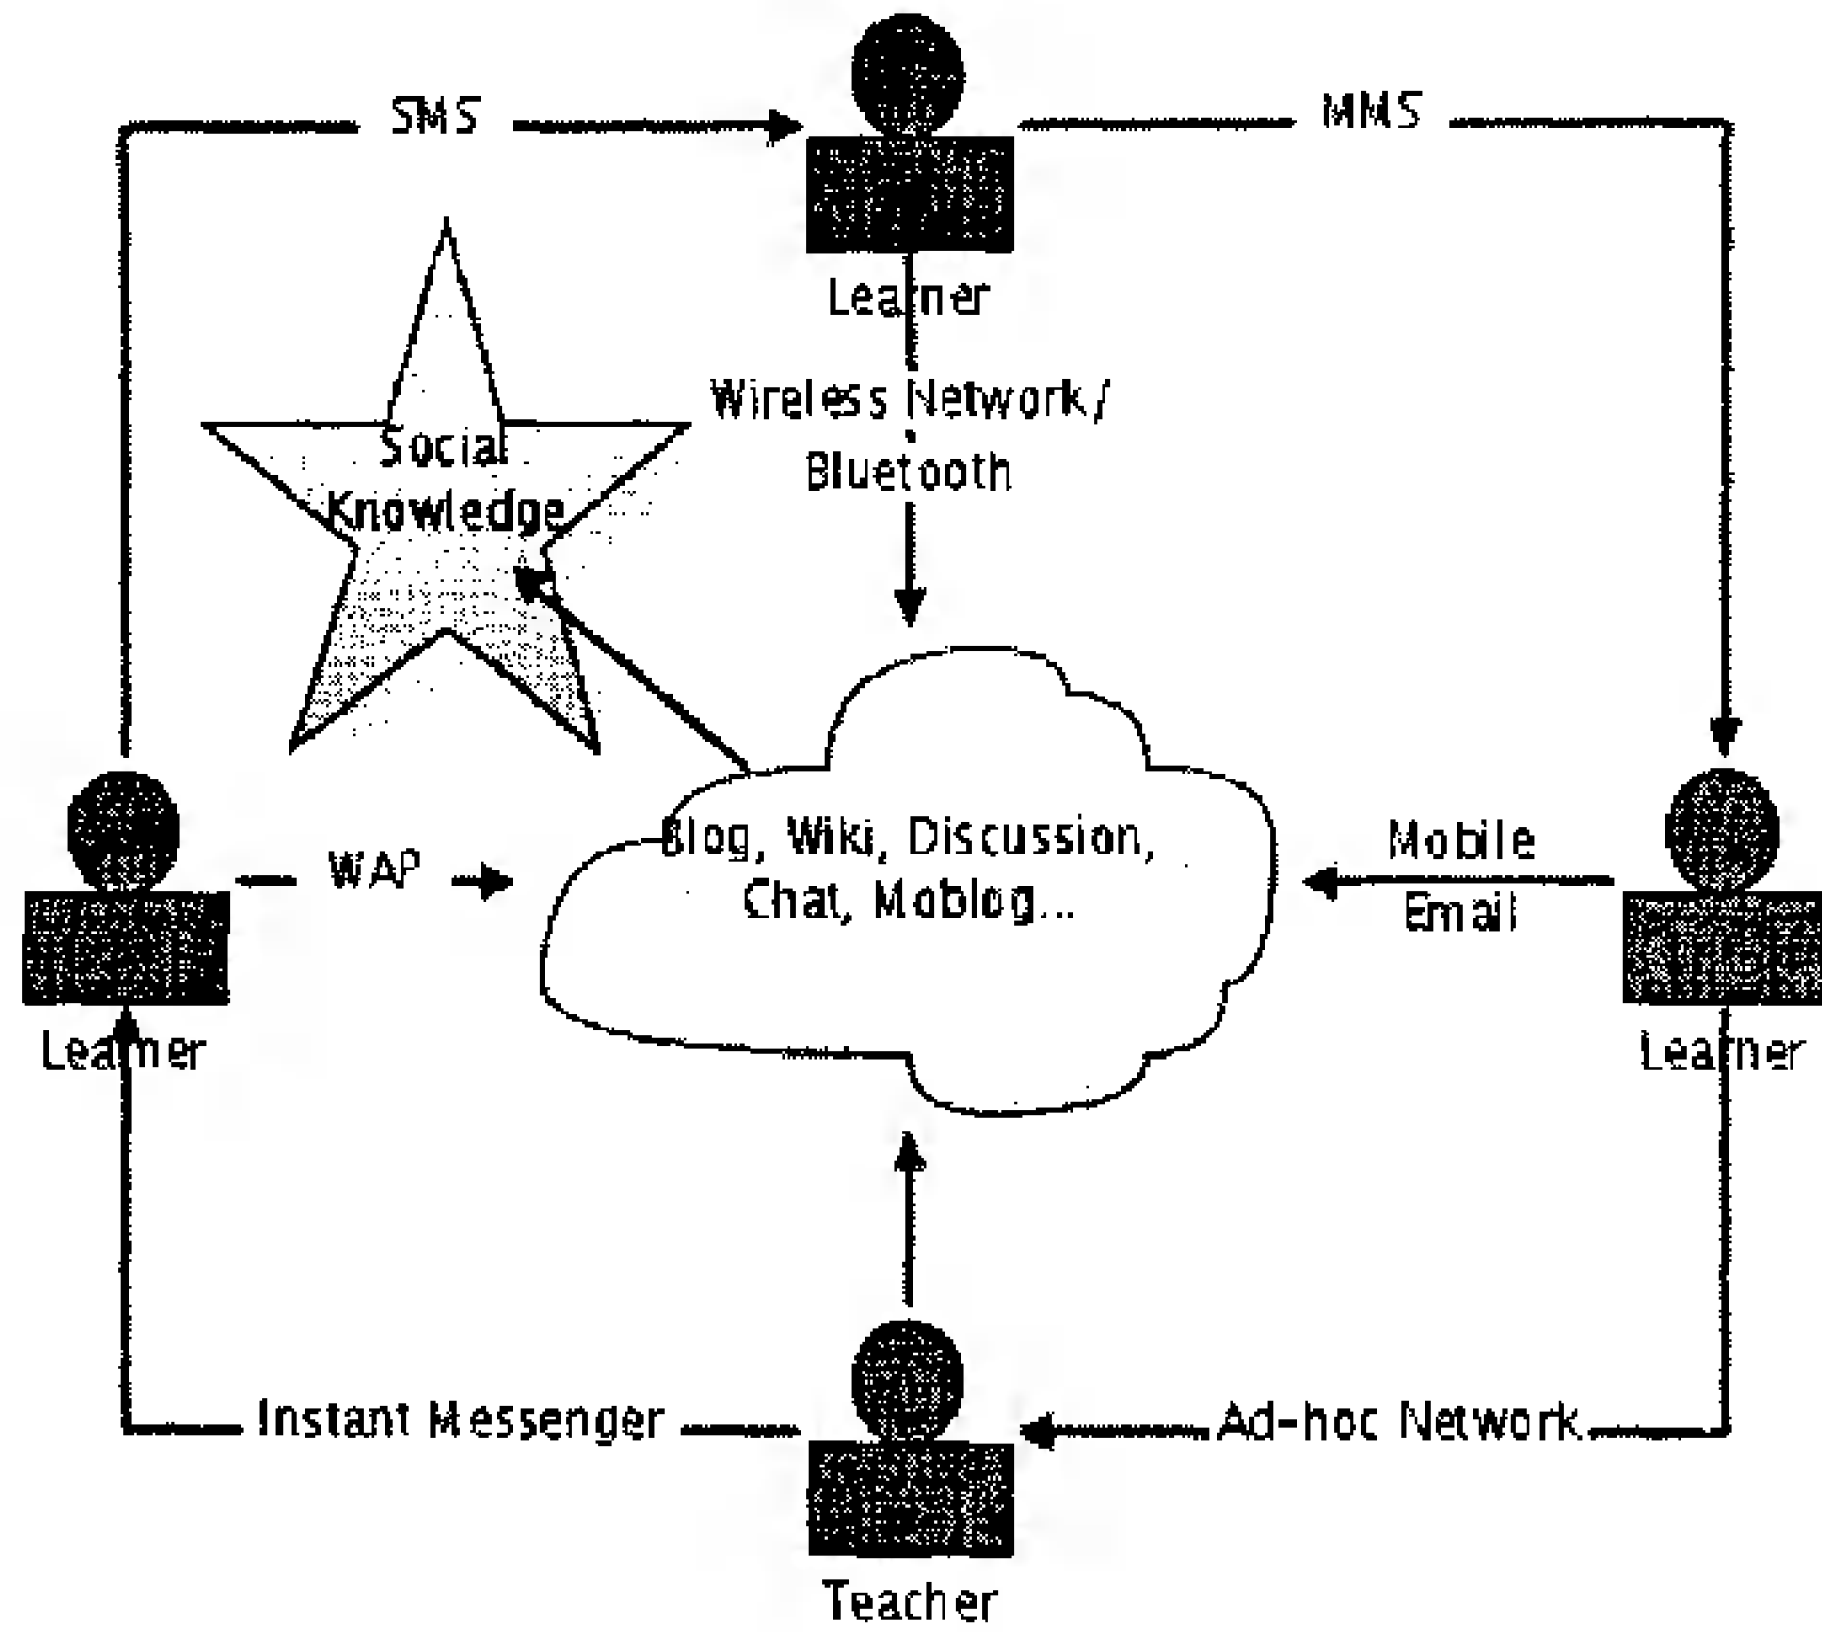 SMS
MMS
Learner
Wireless Network/
Bluetooth
Social
Knowledge
Blog, Wiki, Discussion,
Chat, Moblog...
WAP
Mobile
Email
Learner
Learner
Instant Messenger
Ad-hoc Network
Teacher